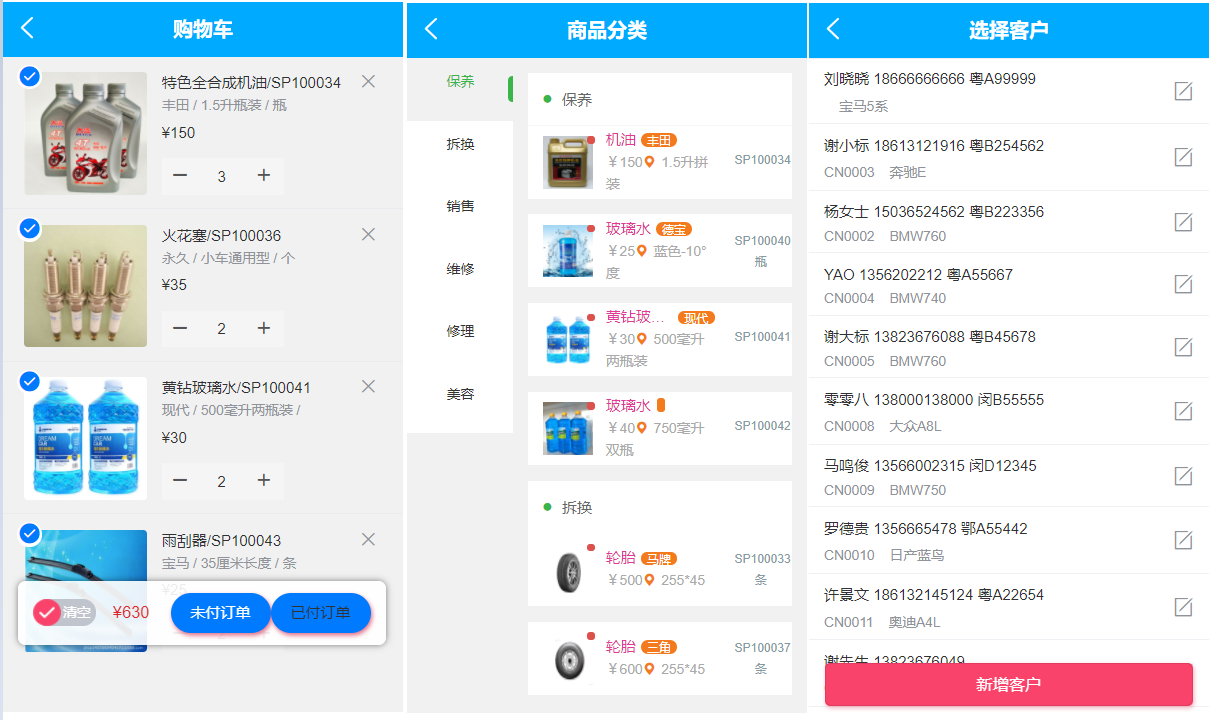 购物车
特色全合成机油/SP100034
丰田 / 1.5升瓶装 / 瓶
¥150
3
火花塞/SP100036
永久 / 小车通用型 / 个
¥35
2
黄钻玻璃水/SP100041
现代 / 500毫升两瓶装 /
¥30
2
雨刮器/SP100043
宝马 / 35厘米长度 / 条
¥25
清空 ¥630 未付订单 已付订单
商品分类
保养
拆换
销售
维修
修理
美容
保养
机油 丰田
￥150 1.5升拼
装
SP100034
玻璃水 德宝
￥25 蓝色-10°
度
SP100040
瓶
黄钻玻... 现代
￥30 500毫升
两瓶装
SP100041
玻璃水
￥40 750毫升
双瓶
SP100042
拆换
轮胎 马牌
￥500 255*45
SP100033
条
轮胎 三角
￥600 255*45
SP100037
条
选择客户
刘晓晓 18666666666 粤A99999
宝马5系
谢小标 18613121916 粤B254562
CN0003 奔驰E
杨女士 15036524562 粤B223356
CN0002 BMW760
YAO 1356202212 粤A55667
CN0004 BMW740
谢大标 13823676088 粤B45678
CN0005 BMW760
零零八 138000138000 闵B55555
CN0008 大众A8L
马鸣俊 13566002315 闵D12345
CN0009 BMW750
罗德贵 1356665478 鄂A55442
CN0010 日产蓝鸟
许景文 186132145124 粤A22654
CN0011 奥迪A4L
谢先生 13823676049
新增客户